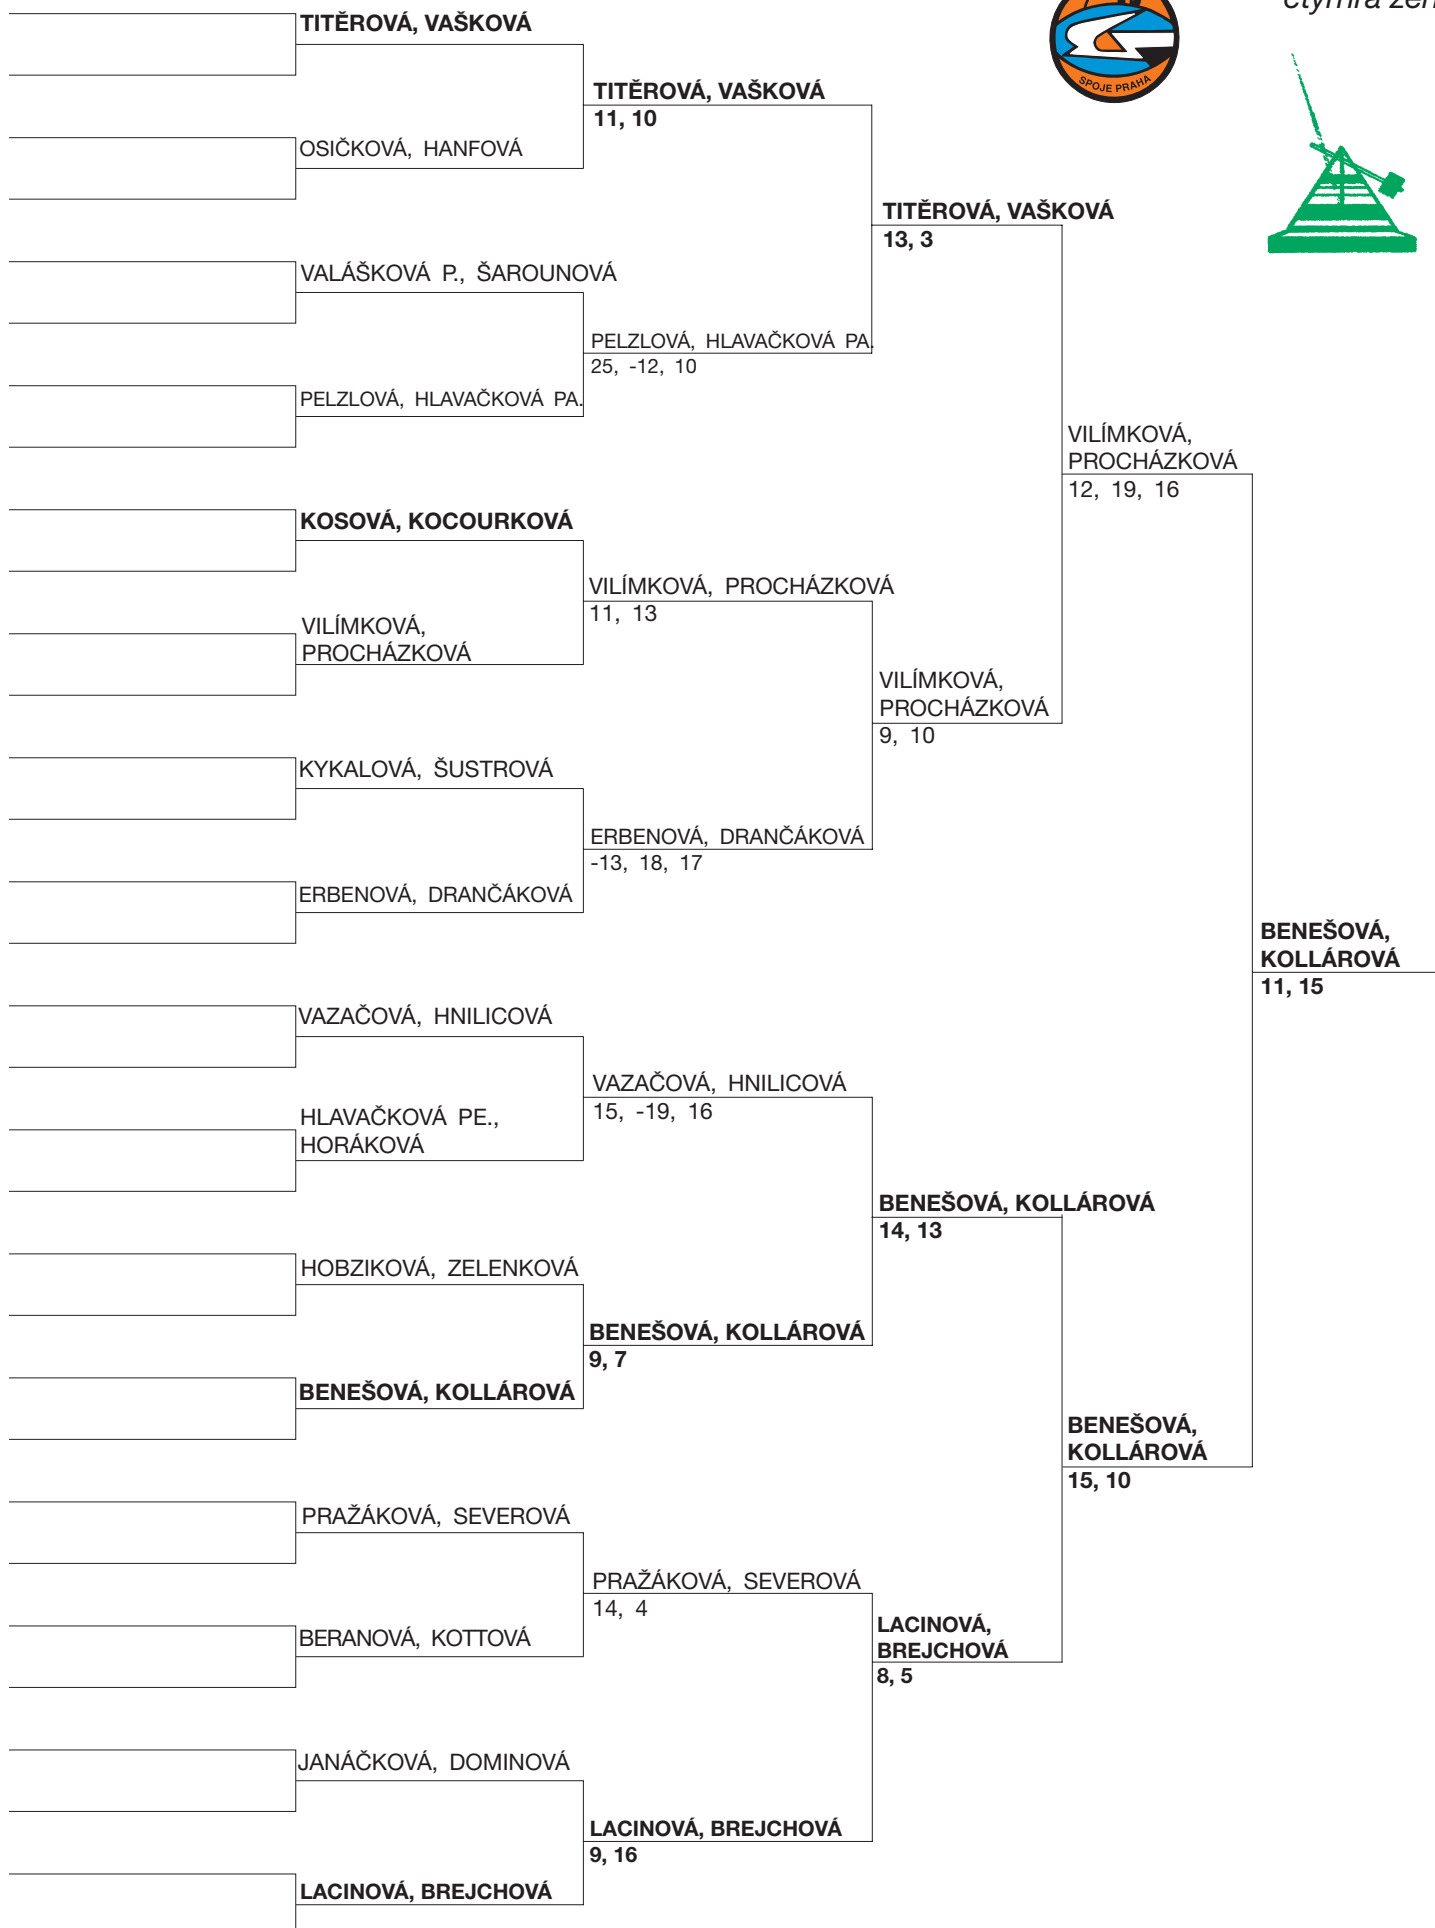 čtyřhra žen
SPOJE PRAHA
TITĚROVÁ, VAŠKOVÁ
OSIČKOVÁ, HANFOVÁ
VALÁŠKOVÁ P., ŠAROUNOVÁ
PELZLOVÁ, HLAVAČKOVÁ PA.
KOSOVÁ, KOCOURKOVÁ
VILÍMKOVÁ,
PROCHÁZKOVÁ
KYKALOVÁ, ŠUSTROVÁ
ERBENOVÁ, DRANČÁKOVÁ
VAZAČOVÁ, HNILICOVÁ
HLAVAČKOVÁ PE.,
HORÁKOVÁ
HOBZIKOVÁ, ZELENKOVÁ
BENEŠOVÁ, KOLLÁROVÁ
PRAŽÁKOVÁ, SEVEROVÁ
BERANOVÁ, KOTTOVÁ
JANÁČKOVÁ, DOMINOVÁ
LACINOVÁ, BREJCHOVÁ
TITĚROVÁ, VAŠKOVÁ
11, 10
PELZLOVÁ, HLAVAČKOVÁ PA.
25, -12, 10
VILÍMKOVÁ, PROCHÁZKOVÁ
11, 13
ERBENOVÁ, DRANČÁKOVÁ
-13, 18, 17
VAZAČOVÁ, HNILICOVÁ
15, -19, 16
BENEŠOVÁ, KOLLÁROVÁ
9, 7
PRAŽÁKOVÁ, SEVEROVÁ
14, 4
LACINOVÁ, BREJCHOVÁ
9, 16
TITĚROVÁ, VAŠKOVÁ
13, 3
VILÍMKOVÁ,
PROCHÁZKOVÁ
9, 10
BENEŠOVÁ, KOLLÁROVÁ
14, 13
LACINOVÁ,
BREJCHOVÁ
8, 5
VILÍMKOVÁ,
PROCHÁZKOVÁ
12, 19, 16
BENEŠOVÁ,
KOLLÁROVÁ
15, 10
BENEŠOVÁ,
KOLLÁROVÁ
11, 15